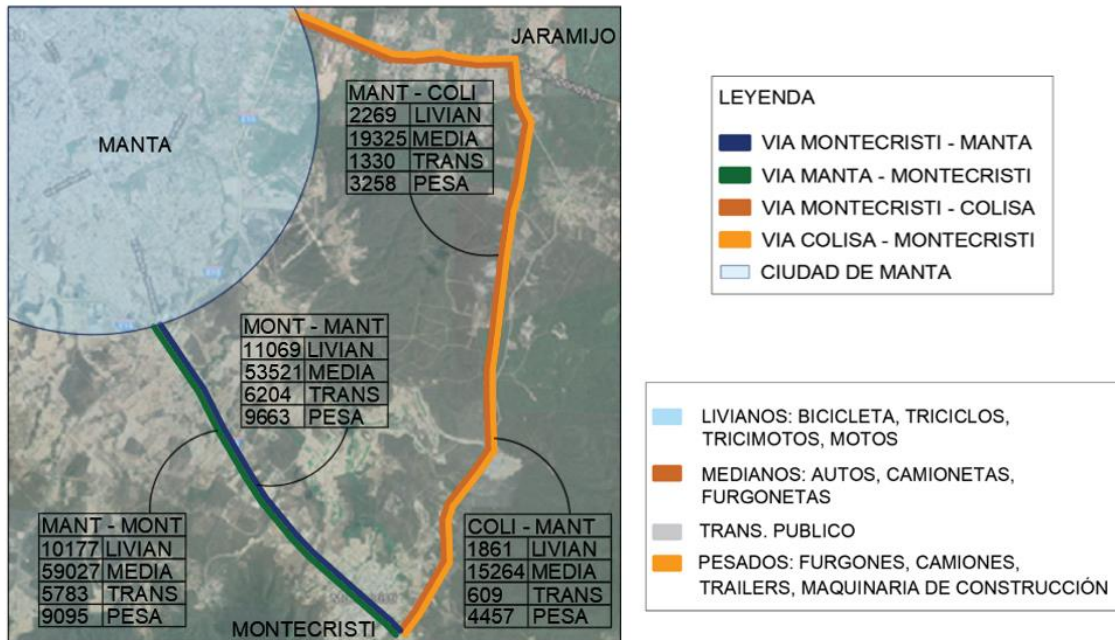 JARAMIJO
MANTA
MANT - COLI
2269 LIVIAN
19325 MEDIA
1330 TRANS
3258 PESA
MONT - MANT
11069 LIVIAN
53521 MEDIA
6204 TRANS
9663 PESA
MANT - MONT
10177 LIVIAN
59027 MEDIA
5783 TRANS
9095 PESA
COLI - MANT
1861 LIVIAN
15264 MEDIA
609 TRANS
4457 PESA
MONTECRISTI
LEYENDA
VIA MONTECRISTI - MANTA
VIA MANTA - MONTECRISTI
VIA MONTECRISTI - COLISA
VIA COLISA - MONTECRISTI
CIUDAD DE MANTA
LIVIANOS: BICICLETA, TRICICLOS,
TRICIMOTOS, MOTOS
MEDIANOS: AUTOS, CAMIONETAS,
FURGONETAS
TRANS. PUBLICO
PESADOS: FURGONES, CAMIONES,
TRAILERS, MAQUINARIA DE CONSTRUCCIÓN